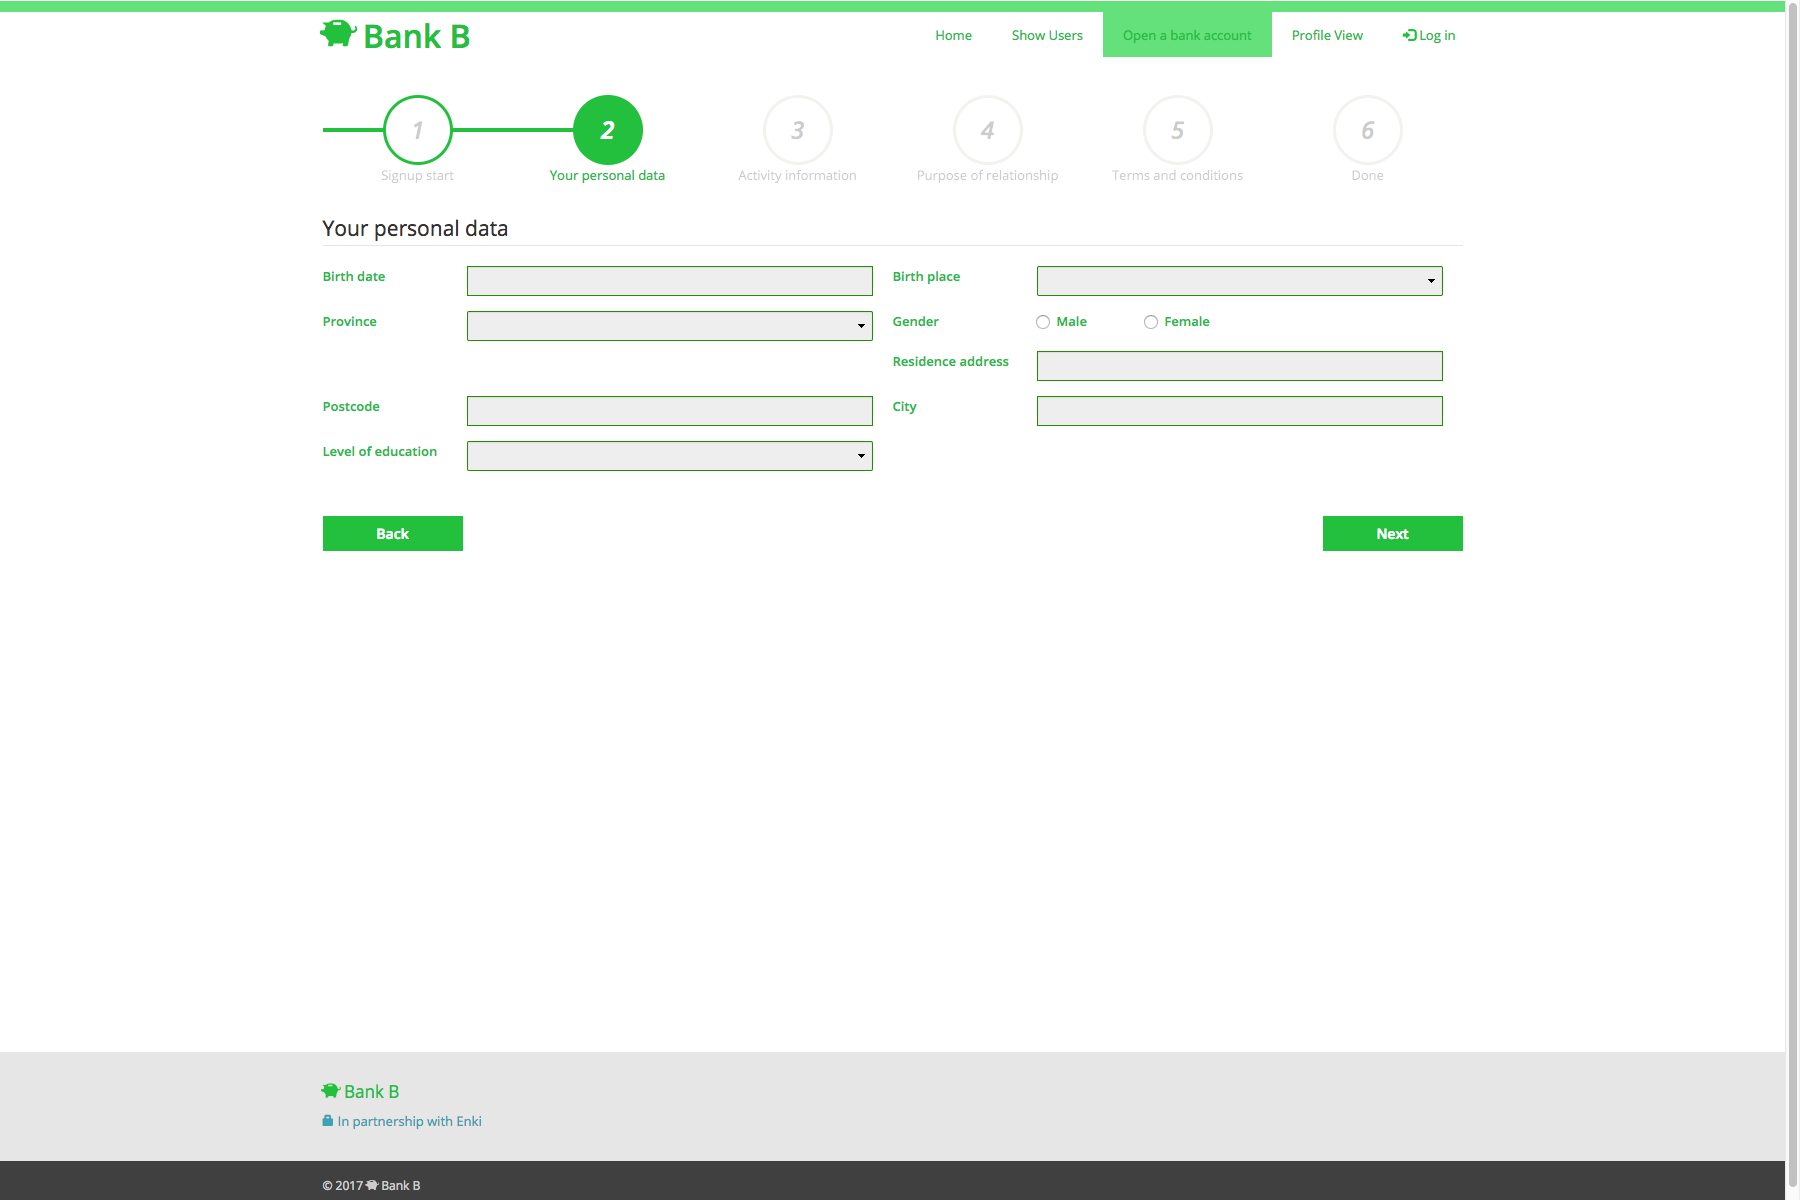 Bank B
Home Show Users Open a bank account Profile View Log in
1 2 3 4 5 6
Signup start Your personal data Activity information Purpose of relationship Terms and conditions Done
Your personal data
Birth date Birth place
Province Gender Male Female
Residence address
Postcode City
Level of education
Back Next
Bank B
In partnership with Enki
© 2017 Bank B